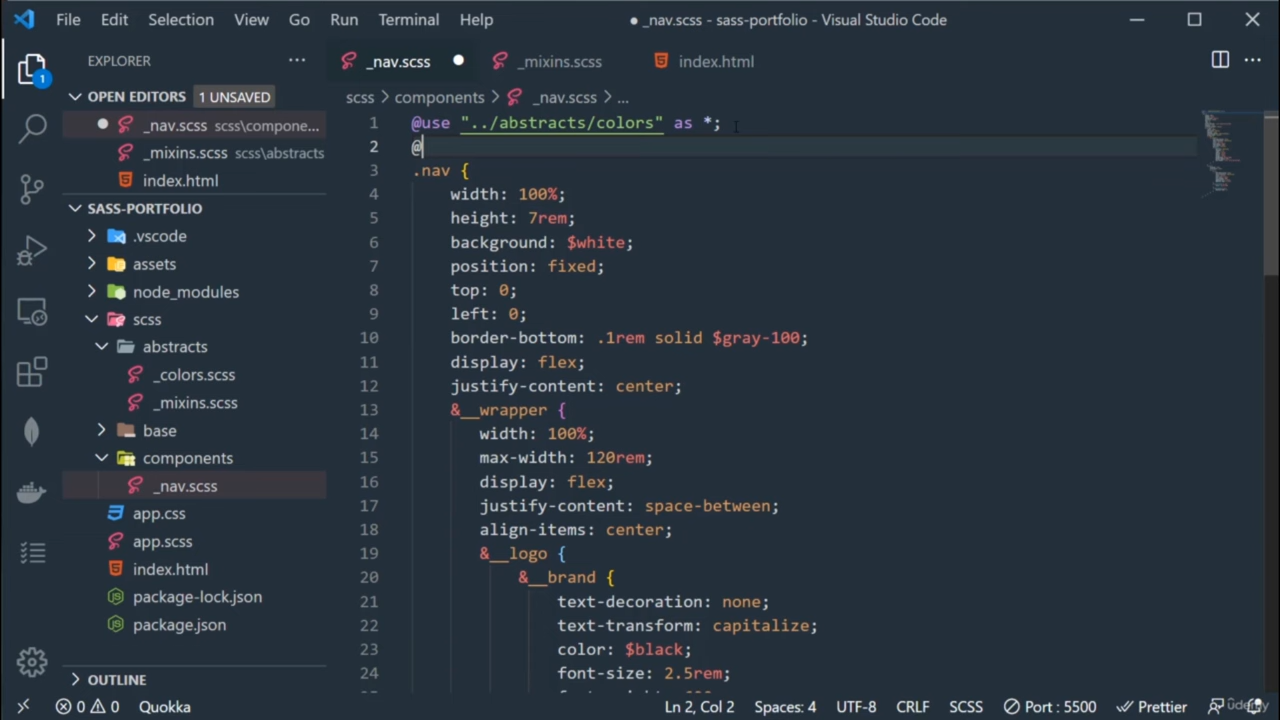 File Edit Selection View Go Run Terminal Help
● _nav.scss - sass-portfolio - Visual Studio Code
EXPLORER
1
OPEN EDITORS 1 UNSAVED
_nav.scss scss\compone...
_mixins.scss scss\abstracts
index.html
SASS-PORTFOLIO
.vscode
assets
node_modules
scss
abstracts
_colors.scss
_mixins.scss
base
components
_nav.scss
app.css
app.scss
index.html
package-lock.json
package.json
OUTLINE
_nav.scss
_mixins.scss
index.html
scss > components > _nav.scss > ...
1 @use "../abstracts/colors" as *;
2 @
3 .nav {
4 width: 100%;
5 height: 7rem;
6 background: $white;
7 position: fixed;
8 top: 0;
9 left: 0;
10 border-bottom: .1rem solid $gray-100;
11 display: flex;
12 justify-content: center;
13 &__wrapper {
14 width: 100%;
15 max-width: 120rem;
16 display: flex;
17 justify-content: space-between;
18 align-items: center;
19 &__logo {
20 &__brand {
21 text-decoration: none;
22 text-transform: capitalize;
23 color: $black;
24 font-size: 2.5rem;
0 0 Quokka
Ln 2, Col 2 Spaces: 4 UTF-8 CRLF SCSS Port : 5500 Prettier